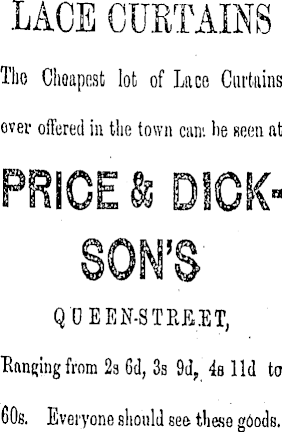 LACE CURTAINS
The Cheapest lot of Lace Curtains
ever offered in the town can be seen at
PRICE & DICK-
SON'S
QUEEN-STREET,
Ranging from 2s 6d, 3s 9d, 4s 11d to
60s. Everyone should see these goods.